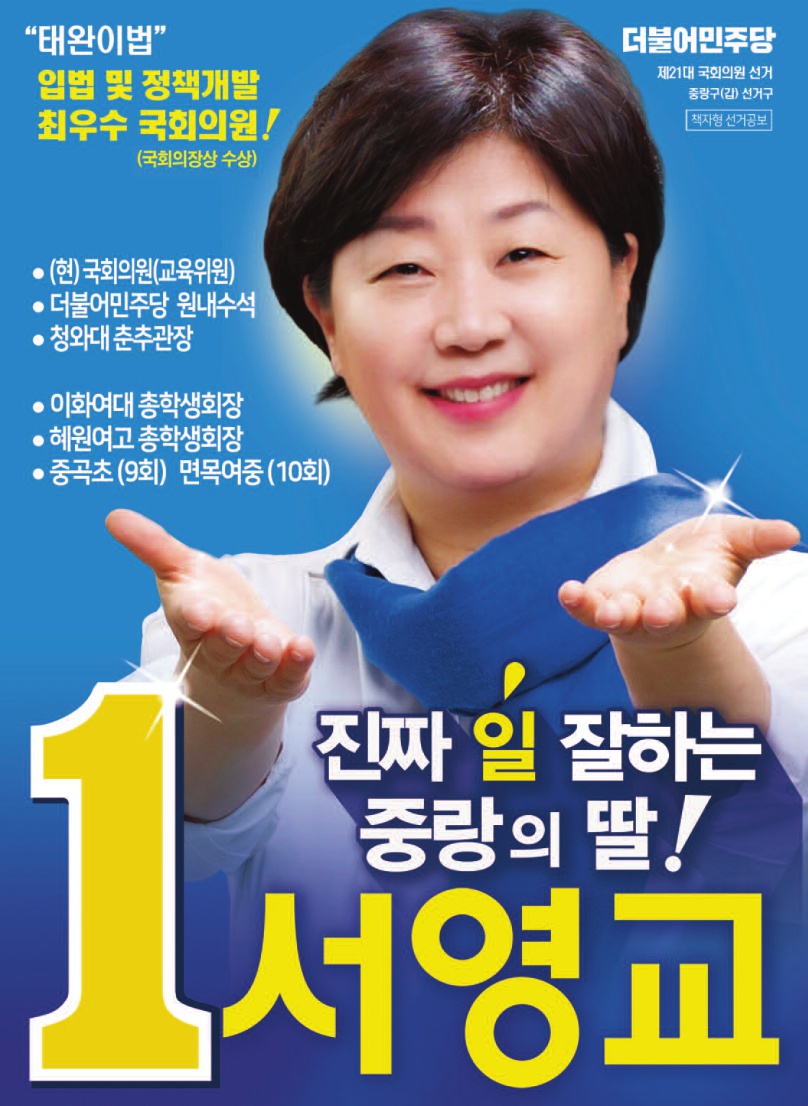 “태완이법”
입법 및 정책개발
최우수 국회의원!
(국회의장상 수상)
더불어민주당
제21대 국회의원 선거
중랑구(갑) 선거구
책자형 선거공보
• (현) 국회의원(교육위원)
• 더불어민주당 원내수석
• 청와대 춘추관장
• 이화여대 총학생회장
• 혜원여고 총학생회장
• 중곡초 (9회) 면목여중 (10회)
진짜 일 잘하는
중랑의 딸!
1 서영교